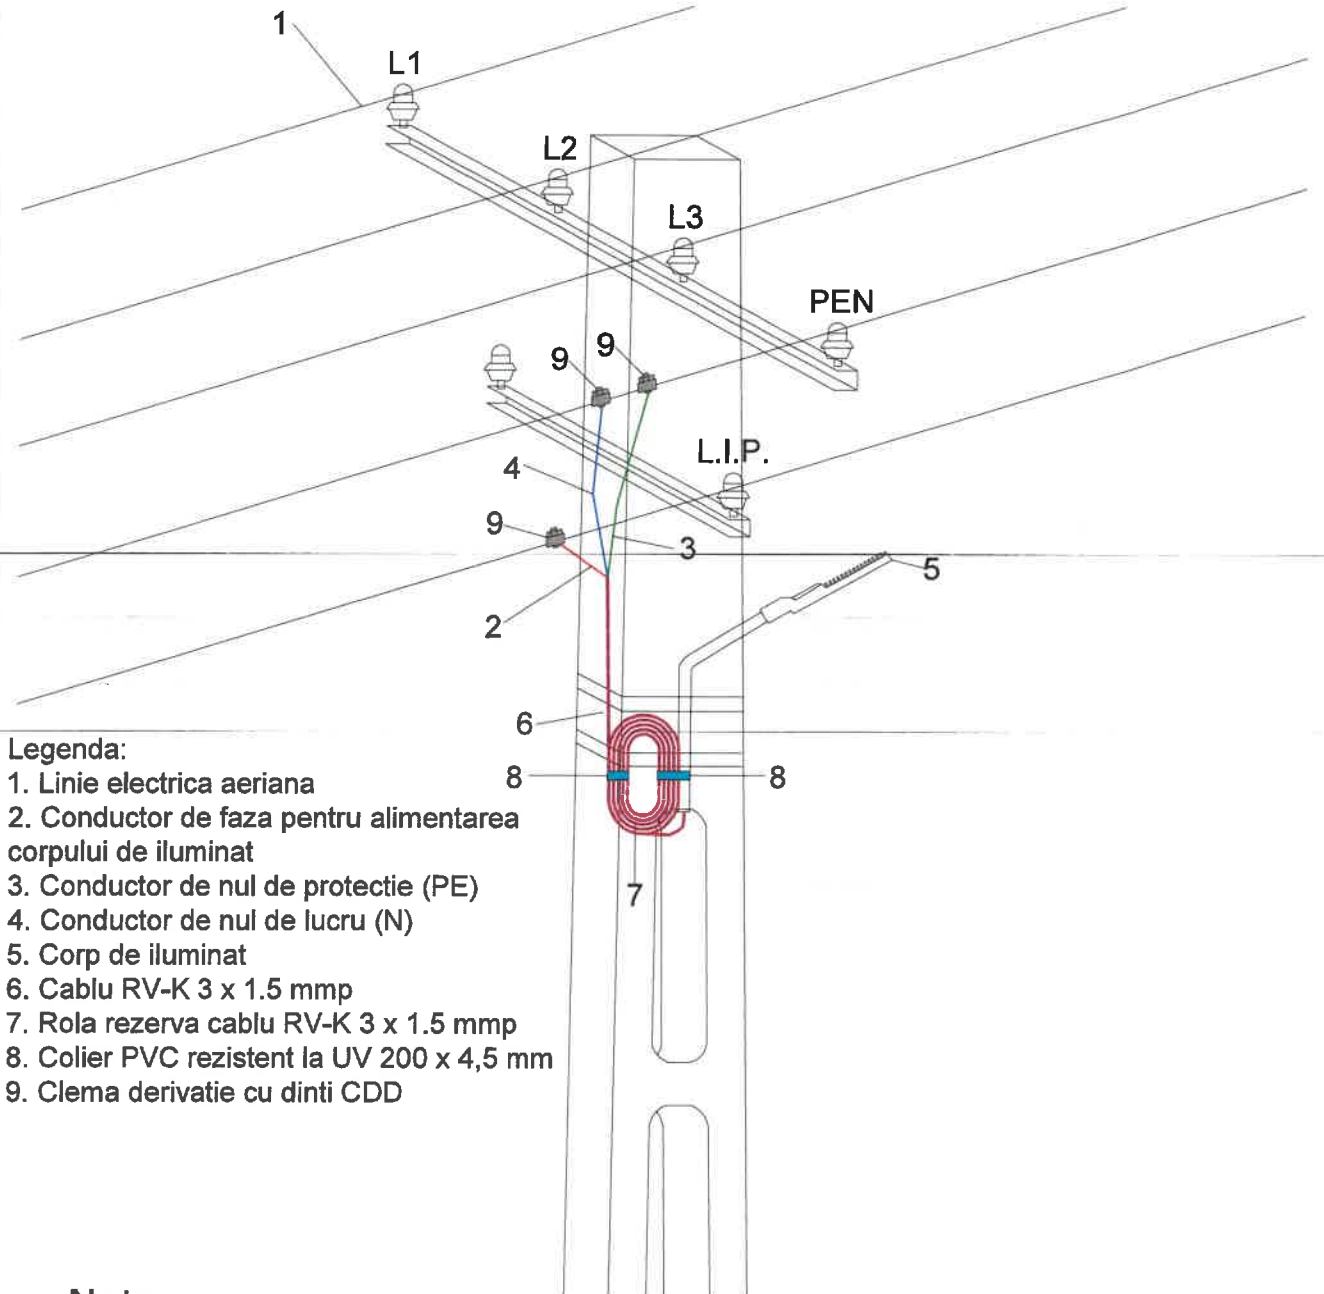 1
L1
L2
L3
PEN
9
9
L.I.P.
4
9
3
5
2
6
8
8
7
Legenda:
1. Linie electrica aeriana
2. Conductor de faza pentru alimentarea
corpului de iluminat
3. Conductor de nul de protectie (PE)
4. Conductor de nul de lucru (N)
5. Corp de iluminat
6. Cablu RV-K 3 x 1.5 mmp
7. Rola rezerva cablu RV-K 3 x 1.5 mmp
8. Colier PVC rezistent la UV 200 x 4,5 mm
9. Clema derivatie cu dinti CDD